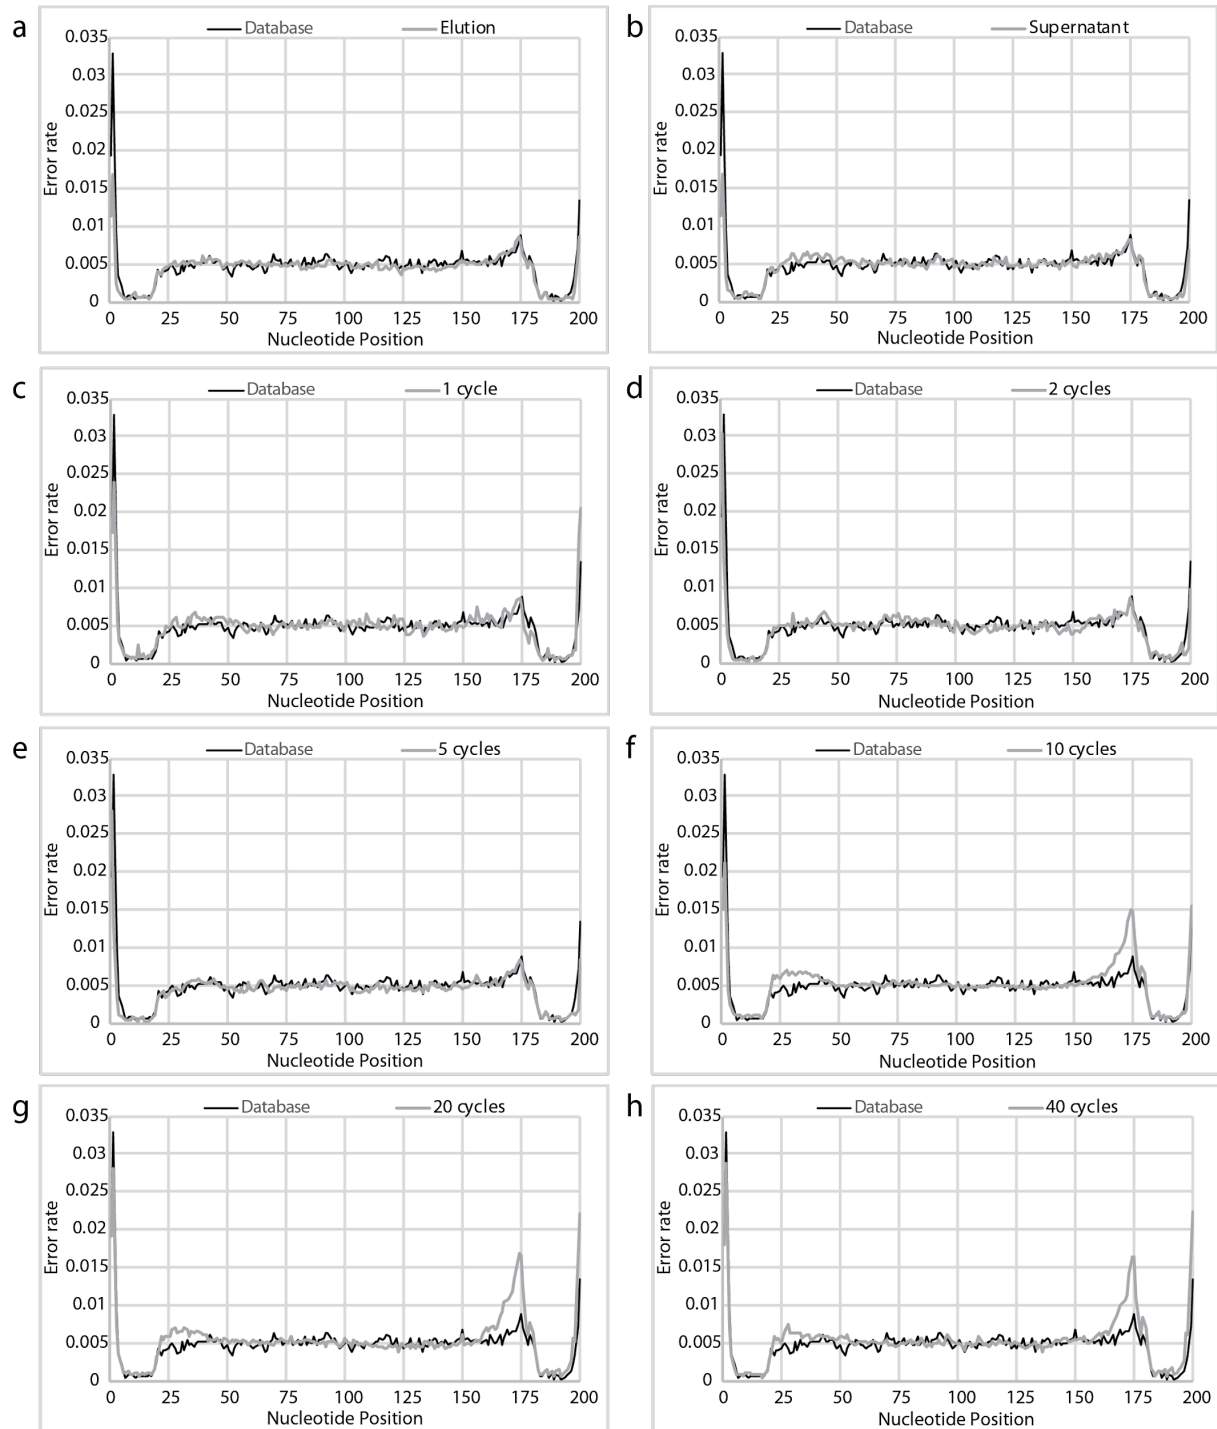 a
Database Elution
0.035
0.03
0.025
0.02
0.015
0.01
0.005
0
Error rate
0 25 50 75 100 125 150 175 200
Nucleotide Position
b
Database Supernatant
0.035
0.03
0.025
0.02
0.015
0.01
0.005
0
Error rate
0 25 50 75 100 125 150 175 200
Nucleotide Position
c
Database 1 cycle
0.035
0.03
0.025
0.02
0.015
0.01
0.005
0
Error rate
0 25 50 75 100 125 150 175 200
Nucleotide Position
d
Database 2 cycles
0.035
0.03
0.025
0.02
0.015
0.01
0.005
0
Error rate
0 25 50 75 100 125 150 175 200
Nucleotide Position
e
Database 5 cycles
0.035
0.03
0.025
0.02
0.015
0.01
0.005
0
Error rate
0 25 50 75 100 125 150 175 200
Nucleotide Position
f
Database 10 cycles
0.035
0.03
0.025
0.02
0.015
0.01
0.005
0
Error rate
0 25 50 75 100 125 150 175 200
Nucleotide Position
g
Database 20 cycles
0.035
0.03
0.025
0.02
0.015
0.01
0.005
0
Error rate
0 25 50 75 100 125 150 175 200
Nucleotide Position
h
Database 40 cycles
0.035
0.03
0.025
0.02
0.015
0.01
0.005
0
Error rate
0 25 50 75 100 125 150 175 200
Nucleotide Position